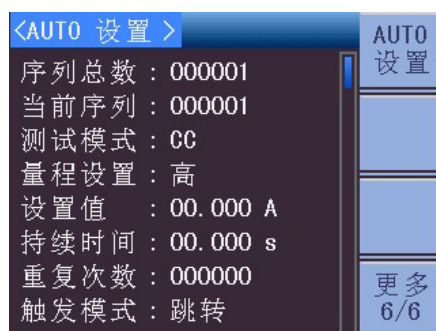 <AUTO 设置 >
序列总数 : 000001
当前序列 : 000001
测试模式 : CC
量程设置 : 高
设置值 : 00.000 A
持续时间 : 00.000 s
重复次数 : 000000
触发模式 : 跳转
AUTO
设置
更多
6/6